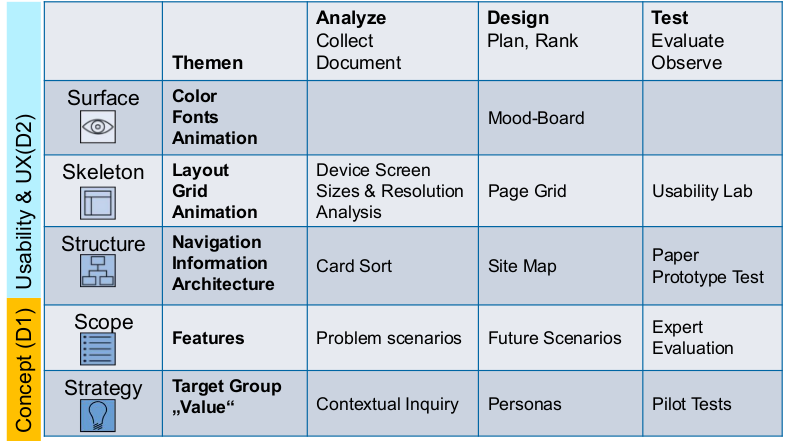 Analyze
Collect
Document
Design
Plan, Rank
Test
Evaluate
Observe
Themen
Usability & UX(D2)
Surface
Color
Fonts
Animation
Mood-Board
Skeleton
Layout
Grid
Animation
Device Screen
Sizes & Resolution
Analysis
Page Grid
Usability Lab
Structure
Navigation
Information
Architecture
Card Sort
Site Map
Paper
Prototype Test
Concept (D1)
Scope
Features
Problem scenarios
Future Scenarios
Expert
Evaluation
Strategy
Target Group
„Value“
Contextual Inquiry
Personas
Pilot Tests